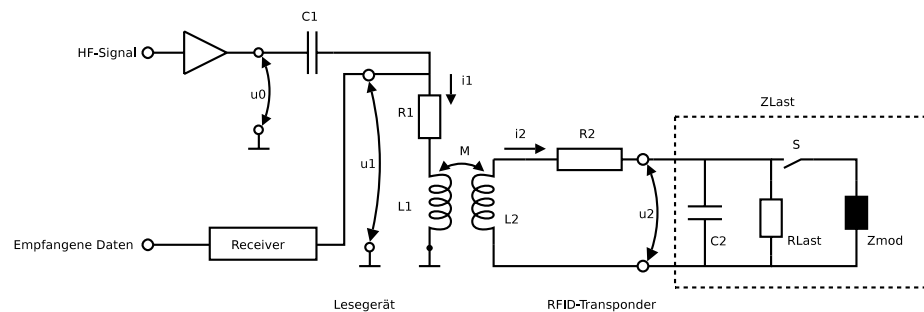 C1
HF-Signal
i1
u0
R1
ZLast
M
i2
R2
S
u1
L1
L2
u2
C2
RLast
Zmod
Empfangene Daten
Receiver
Lesegerät
RFID-Transponder